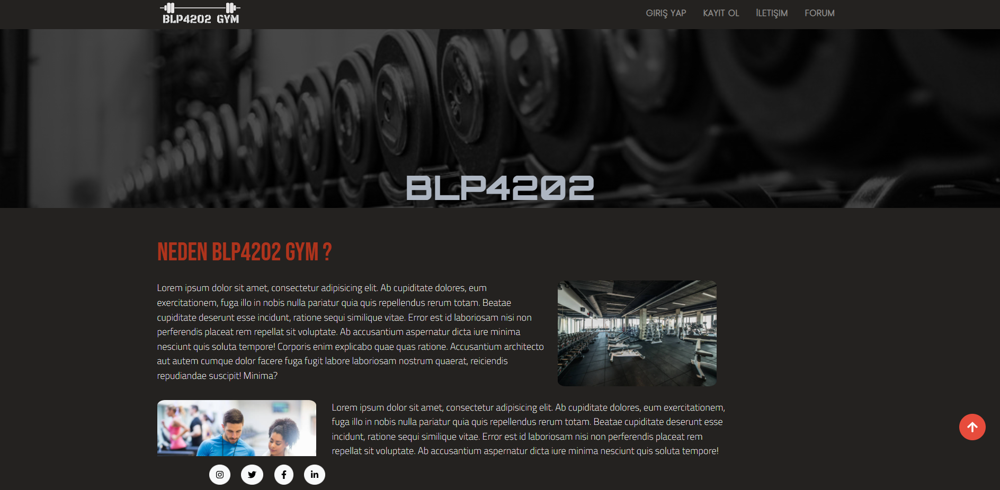 BLP4202 GYM
GIRIŞ YAP
KAYIT OL
İLETIŞIM
FORUM
BLP4202
NEDEN BLP4202 GYM ?
Lorem ipsum dolor sit amet, consectetur adipisicing elit. Ab cupiditate dolores, eum
exercitationem, fuga illo in nobis nulla pariatur quia quis repellendus rerum totam. Beatae
cupiditate deserunt esse incidunt, ratione sequi similique vitae. Error est id laboriosam nisi non
perferendis placeat rem repellat sit voluptate. Ab accusantium aspernatur dicta iure minima
nesciunt quis soluta tempore! Corporis enim explicabo quae quas ratione. Accusantium architecto
aut autem cumque dolor facere fuga fugit labore laboriosam nostrum quaerat, reiciendis
repudiandae suscipit! Minima?
Lorem ipsum dolor sit amet, consectetur adipisicing elit. Ab cupiditate dolores, eum exercitationem,
fuga illo in nobis nulla pariatur quia quis repellendus rerum totam. Beatae cupiditate deserunt esse
incidunt, ratione sequi similique vitae. Error est id laboriosam nisi non perferendis placeat rem
repellat sit voluptate. Ab accusantium aspernatur dicta iure minima nesciunt quis soluta tempore!